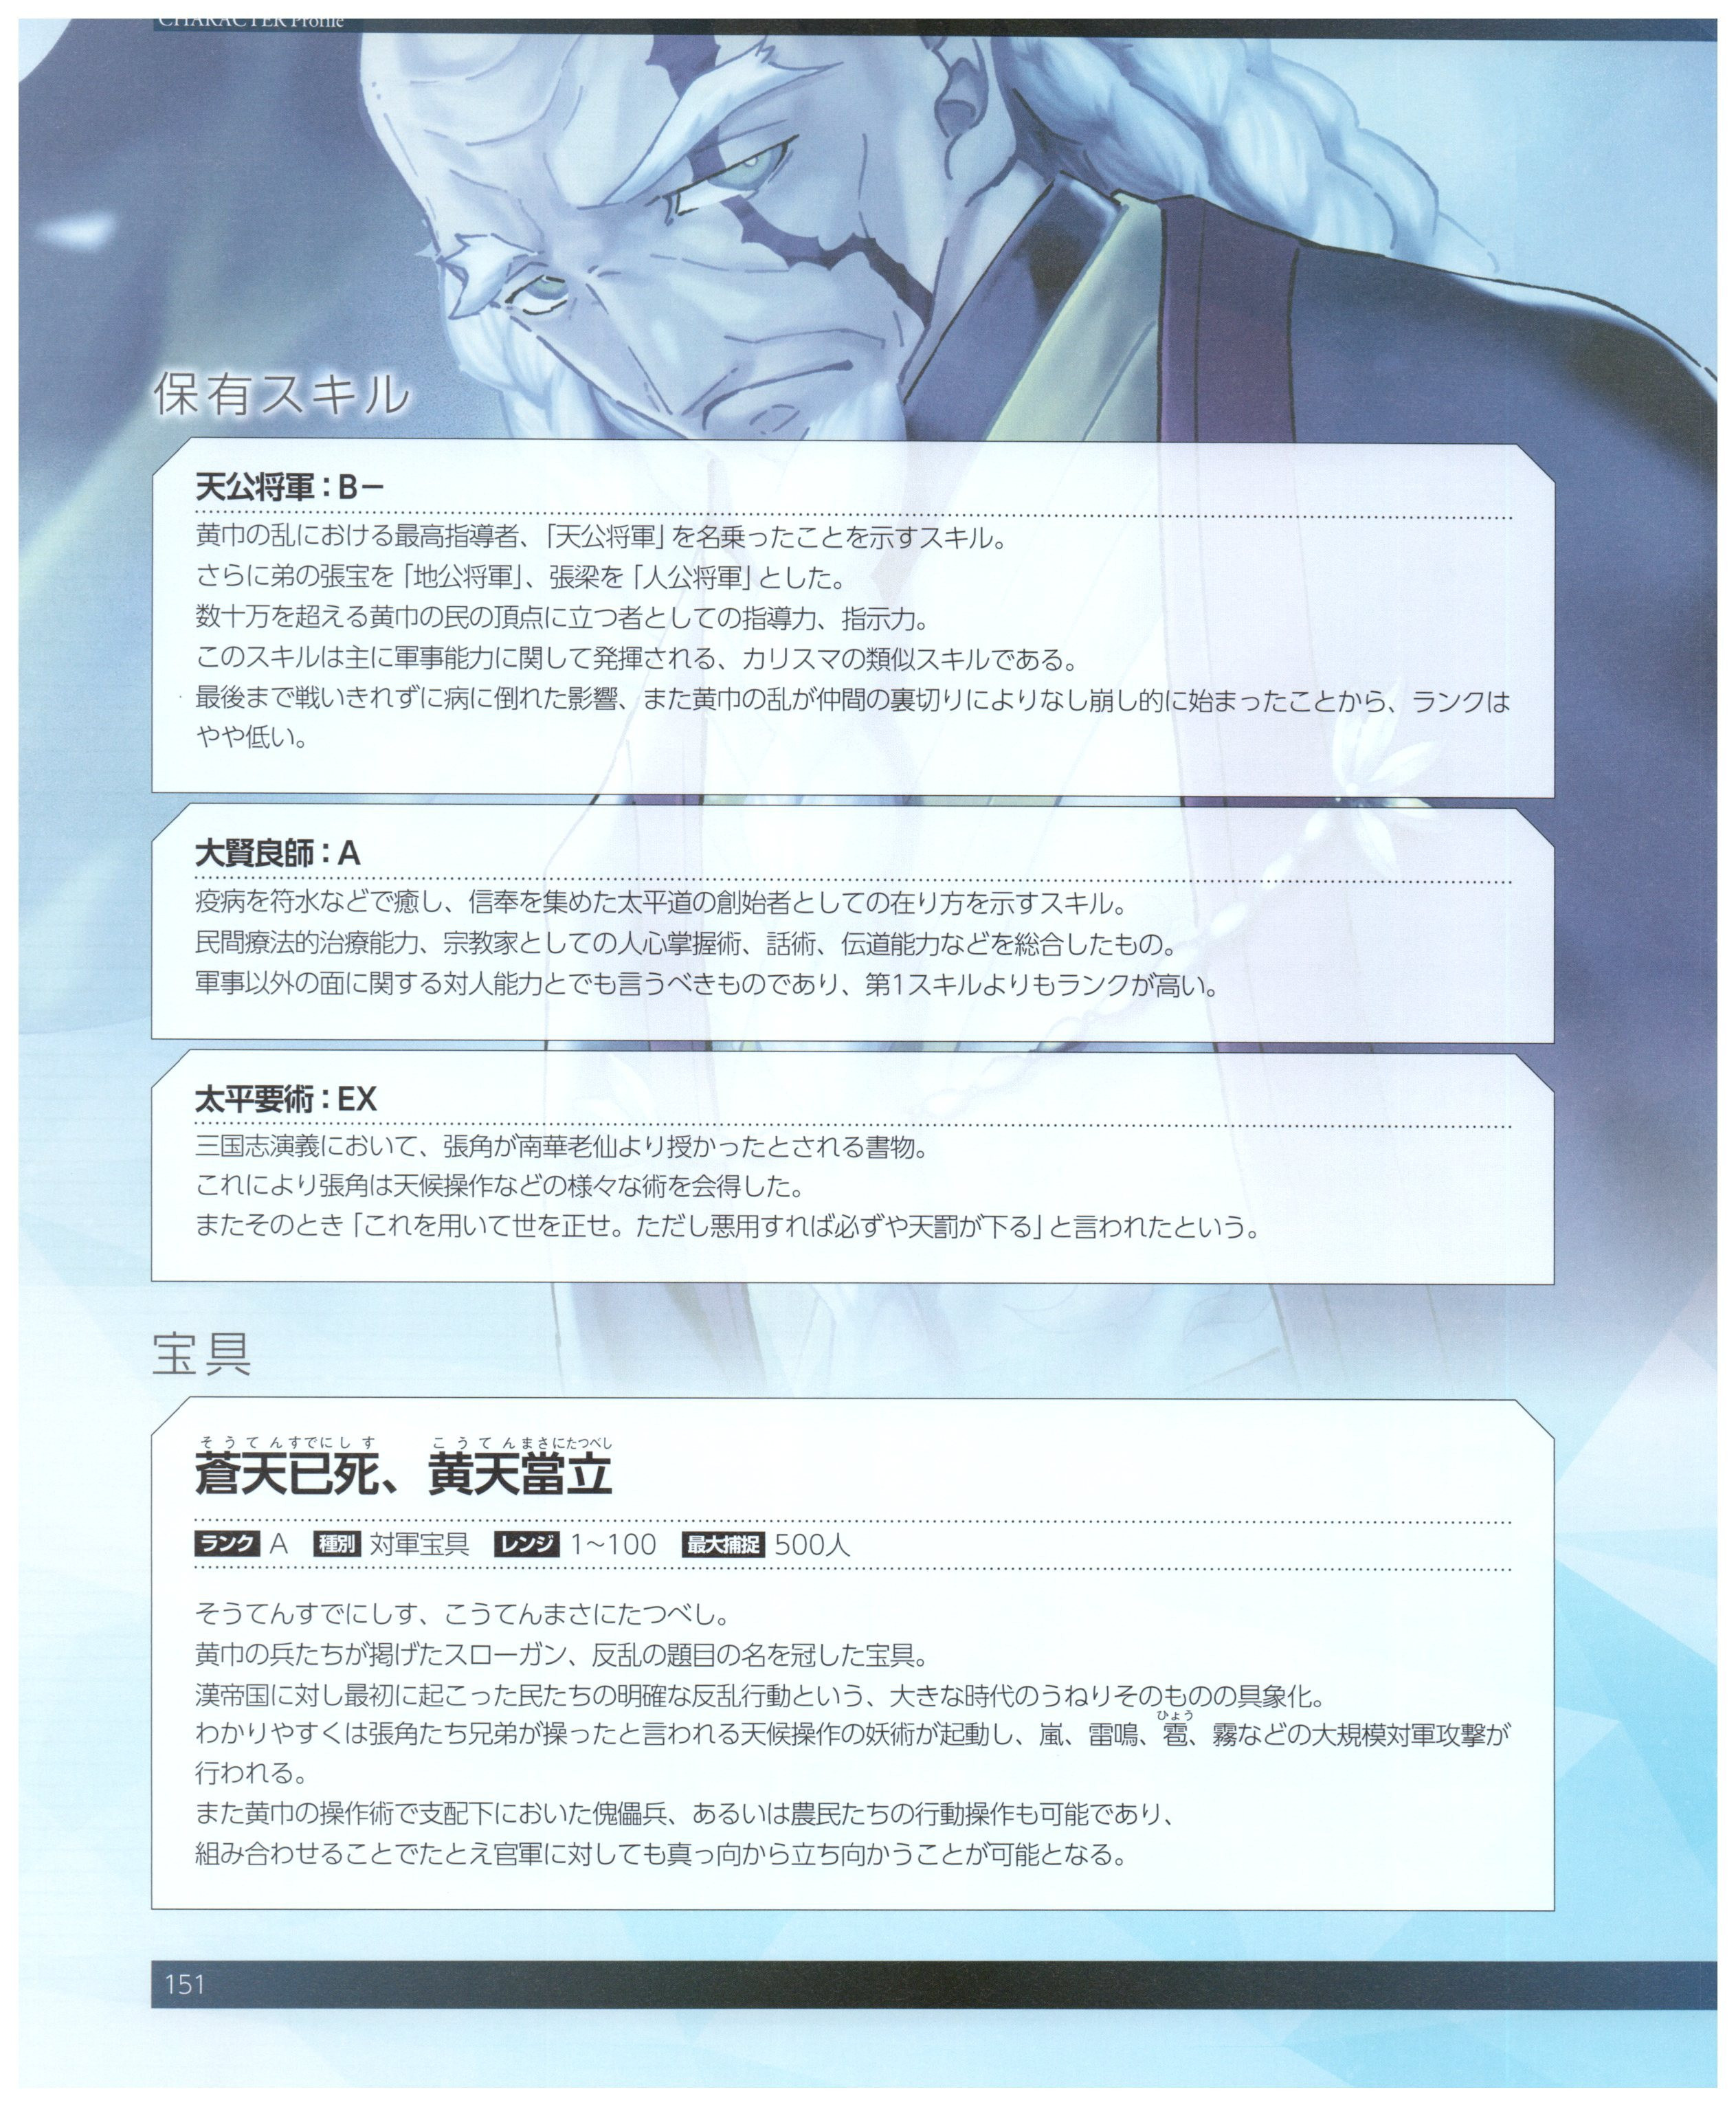 CHARACTER Profile
保有スキル
天公将軍：B－
黄巾の乱における最高指導者、「天公将軍」を名乗ったことを示すスキル。
さらに弟の張宝を「地公将軍」、張梁を「人公将軍」とした。
数十万を超える黄巾の民の頂点に立つ者としての指導力、指示力。
このスキルは主に軍事能力に関して発揮される、カリスマの類似スキルである。
最後まで戦いきれずに病に倒れた影響、また黄巾の乱が仲間の裏切りによりなし崩し的に始まったことから、ランクは
やや低い。
大賢良師：A
疫病を符水などで癒し、信奉を集めた太平道の創始者としての在り方を示すスキル。
民間療法的治療能力、宗教家としての人心掌握術、話術、伝道能力などを総合したもの。
軍事以外の面に関する対人能力とでも言うべきものであり、第1スキルよりもランクが高い。
太平要術：EX
三国志演義において、張角が南華老仙より授かったとされる書物。
これにより張角は天候操作などの様々な術を会得した。
またそのとき「これを用いて世を正せ。ただし悪用すれば必ずや天罰が下る」と言われたという。
宝具
そうてんすでにしす こうてんまさにたつべし
蒼天已死、黄天當立
ランク A 種別 対軍宝具 レンジ 1～100 最大捕捉 500人
そうてんすでにしす、こうてんまさにたつべし。
黄巾の兵たちが掲げたスローガン、反乱の題目の名を冠した宝具。
漢帝国に対し最初に起こった民たちの明確な反乱行動という、大きな時代のうねりそのものの具象化。
ひょう
わかりやすくは張角たち兄弟が操ったと言われる天候操作の妖術が起動し、嵐、雷鳴、雹、霧などの大規模対軍攻撃が
行われる。
また黄巾の操作術で支配下においた傀儡兵、あるいは農民たちの行動操作も可能であり、
組み合わせることでたとえ官軍に対しても真っ向から立ち向かうことが可能となる。
151